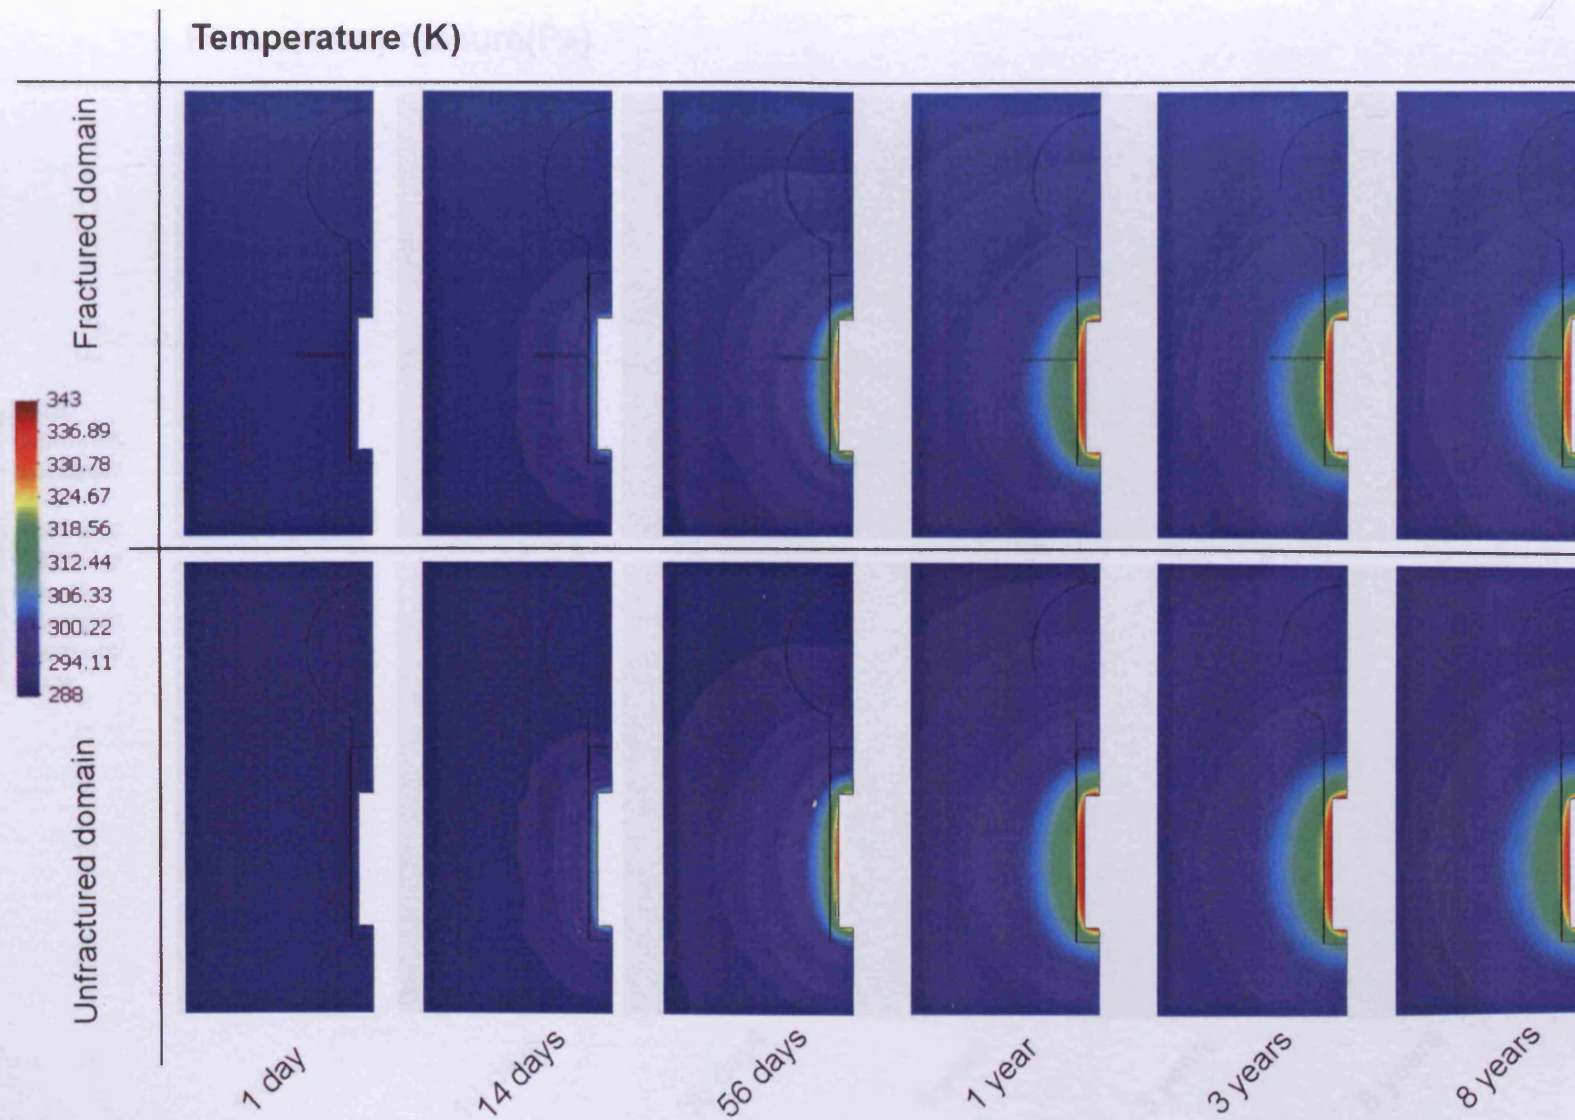 Temperature (K)
Fractured domain
343
336.89
330.78
324.67
318.56
312.44
306.33
300.22
294.11
288
Unfractured domain
1 day
14 days
56 days
1 year
3 years
8 years